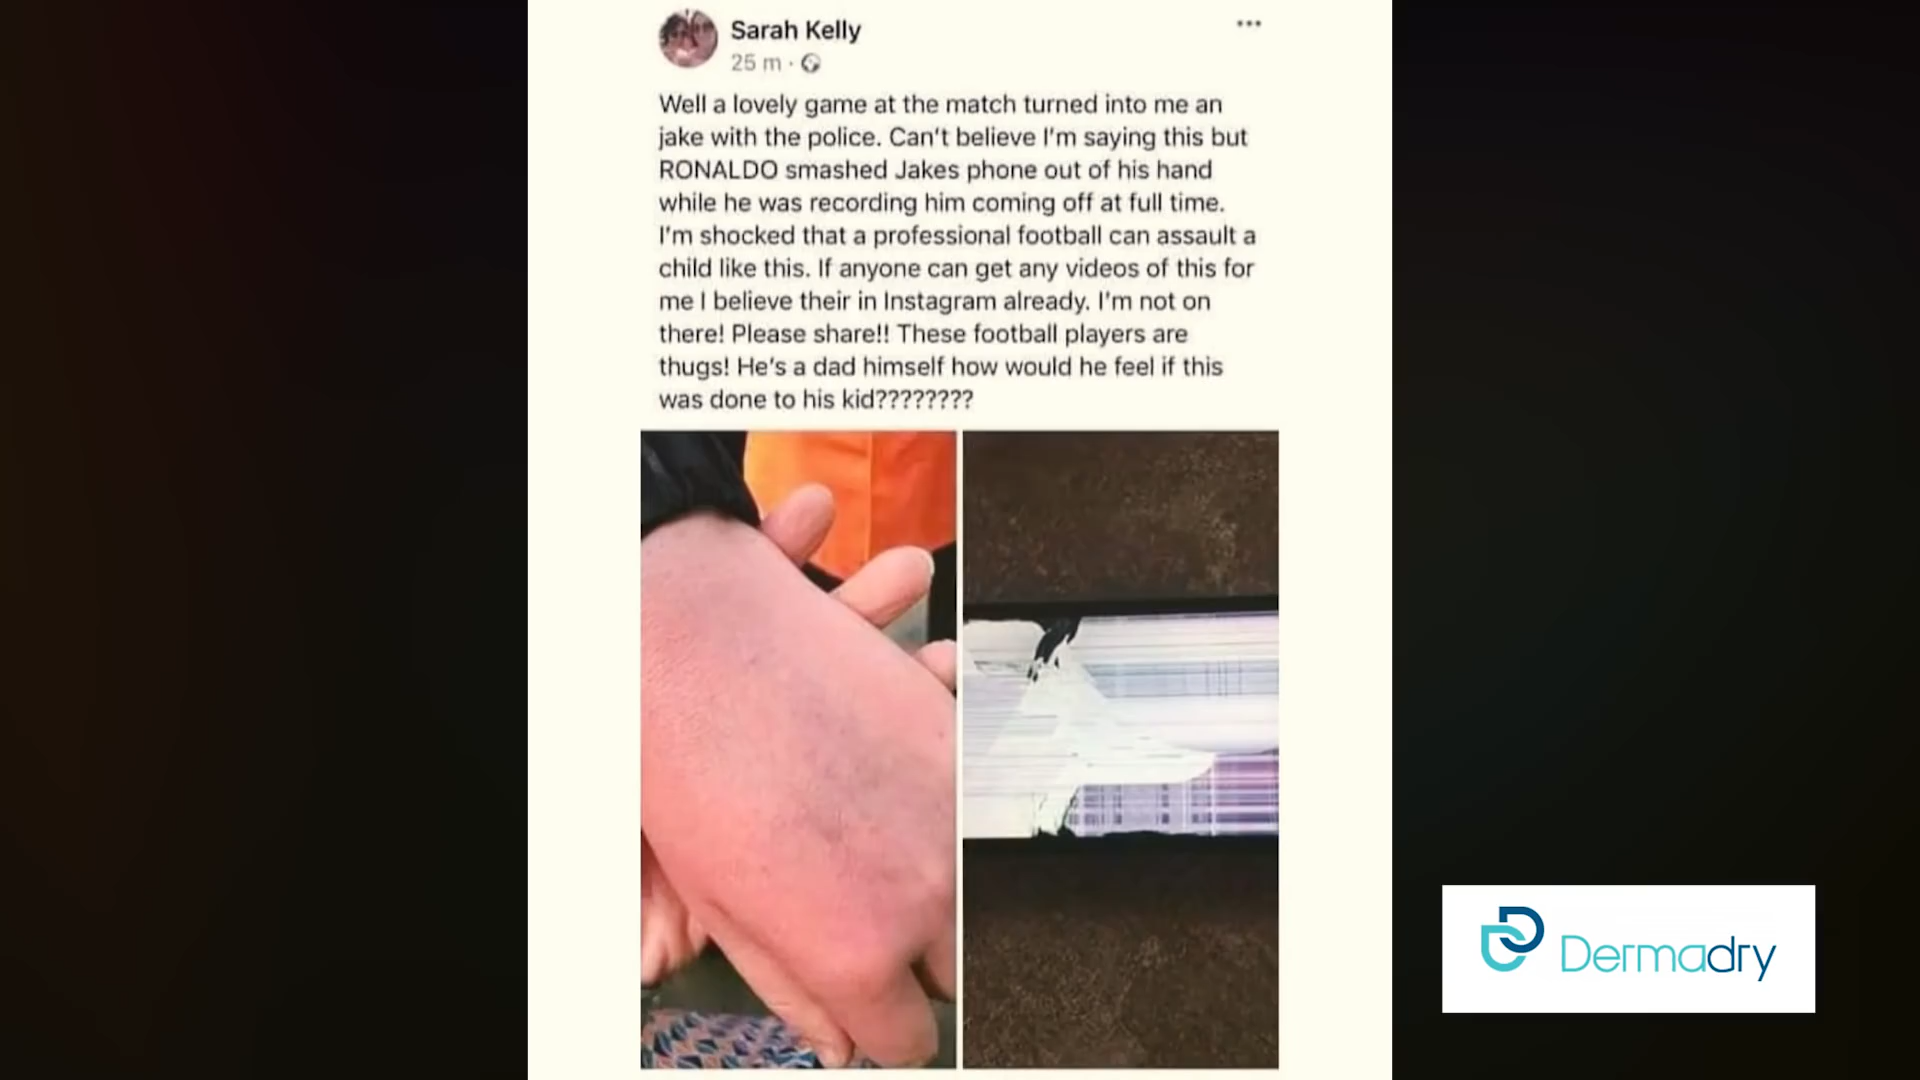 Sarah Kelly
25 m ·
Well a lovely game at the match turned into me an
jake with the police. Can't believe I'm saying this but
RONALDO smashed Jakes phone out of his hand
while he was recording him coming off at full time.
I'm shocked that a professional football can assault a
child like this. If anyone can get any videos of this for
me I believe their in Instagram already. I'm not on
there! Please share!! These football players are
thugs! He's a dad himself how would he feel if this
was done to his kid????????
Dermadry